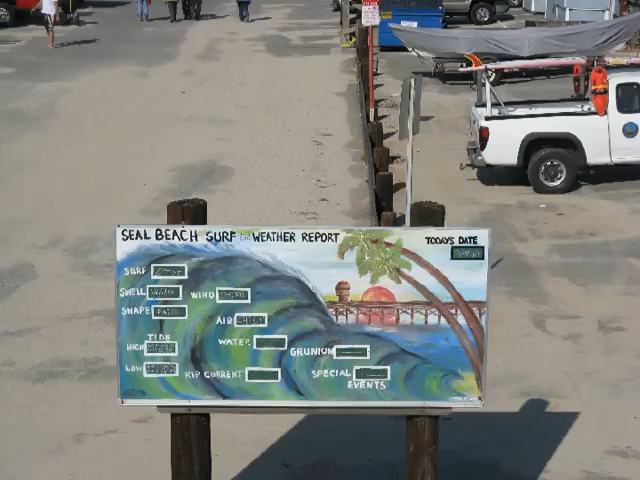 SEAL BEACH SURF and WEATHER REPORT
TODAYS DATE
SURF
SWELL
WIND
SHAPE
AIR
TIDE
HIGH
WATER
GRUNION
LOW
RIP CURRENT
SPECIAL
EVENTS